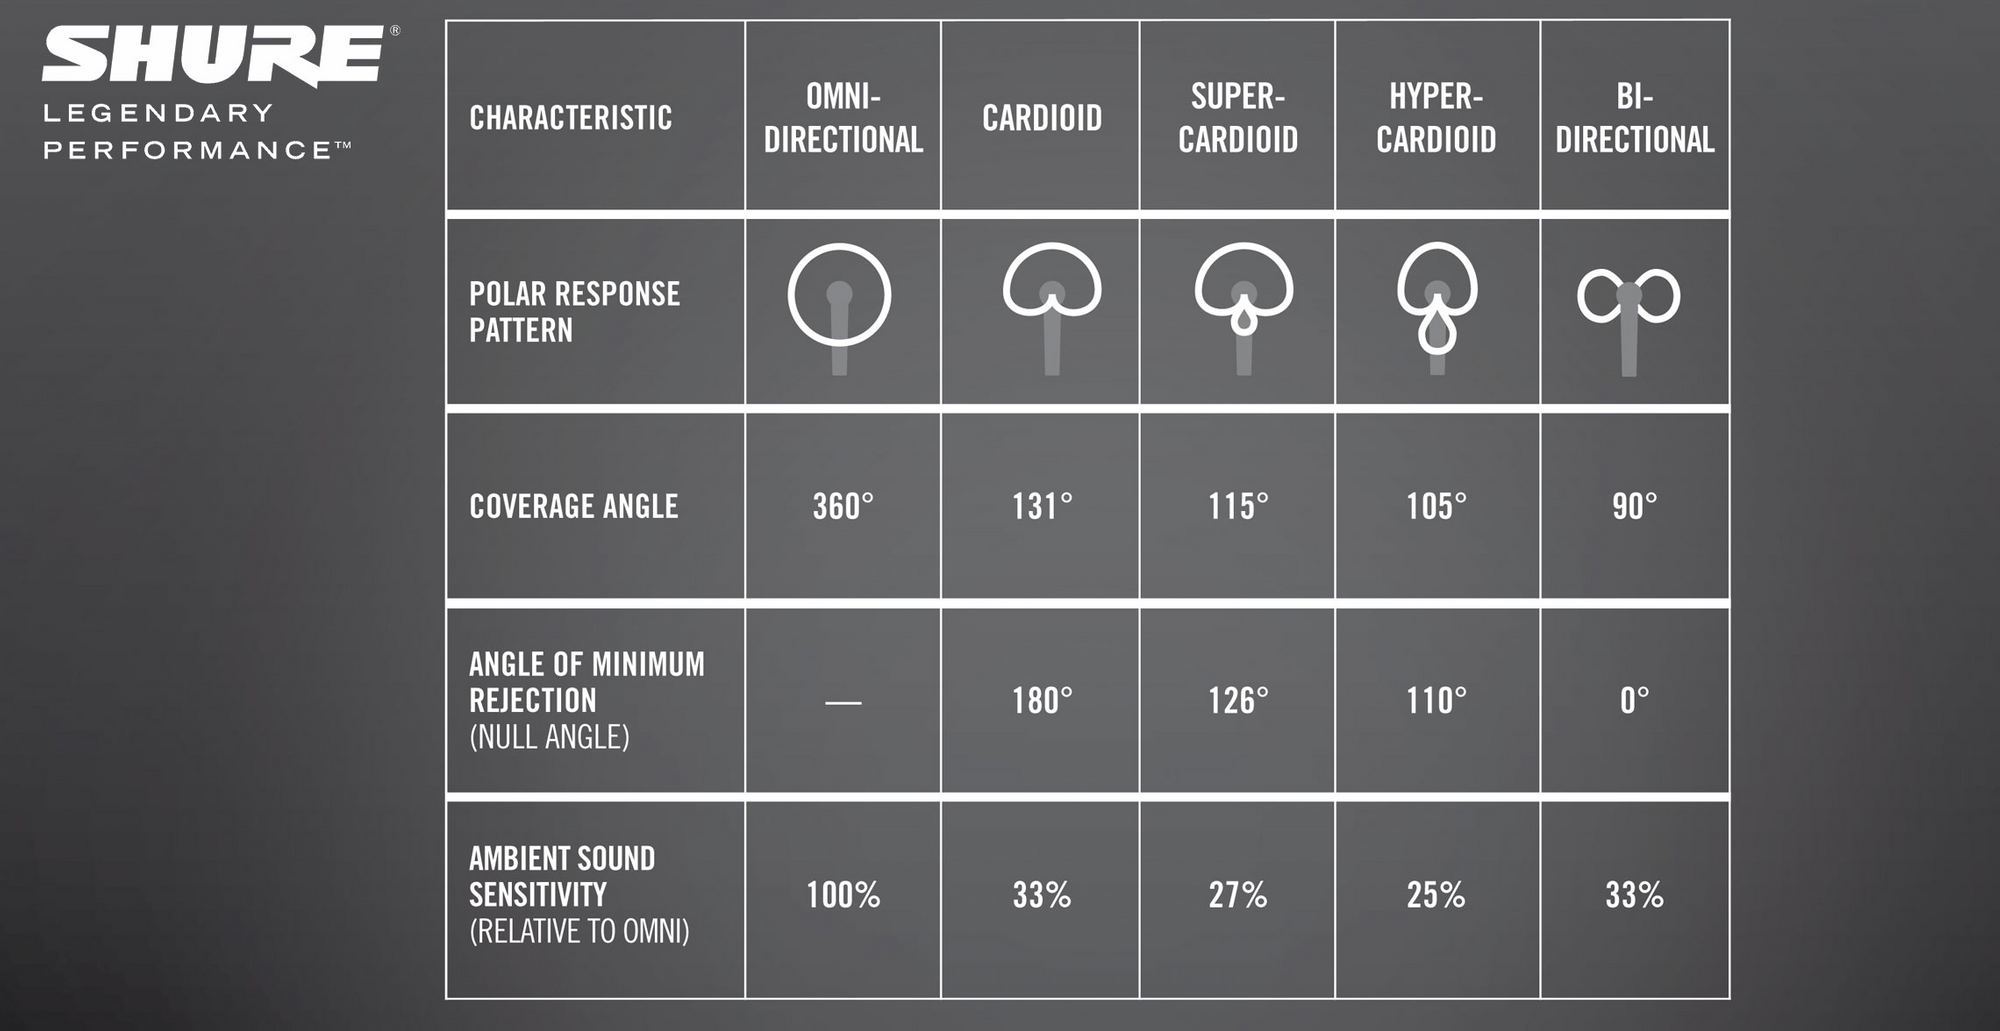 SHURE®
LEGENDARY
PERFORMANCE™
CHARACTERISTIC
OMNI-
DIRECTIONAL
CARDIOID
SUPER-
CARDIOID
HYPER-
CARDIOID
BI-
DIRECTIONAL
POLAR RESPONSE
PATTERN
COVERAGE ANGLE
360°
131°
115°
105°
90°
ANGLE OF MINIMUM
REJECTION
(NULL ANGLE)
—
180°
126°
110°
0°
AMBIENT SOUND
SENSITIVITY
(RELATIVE TO OMNI)
100%
33%
27%
25%
33%